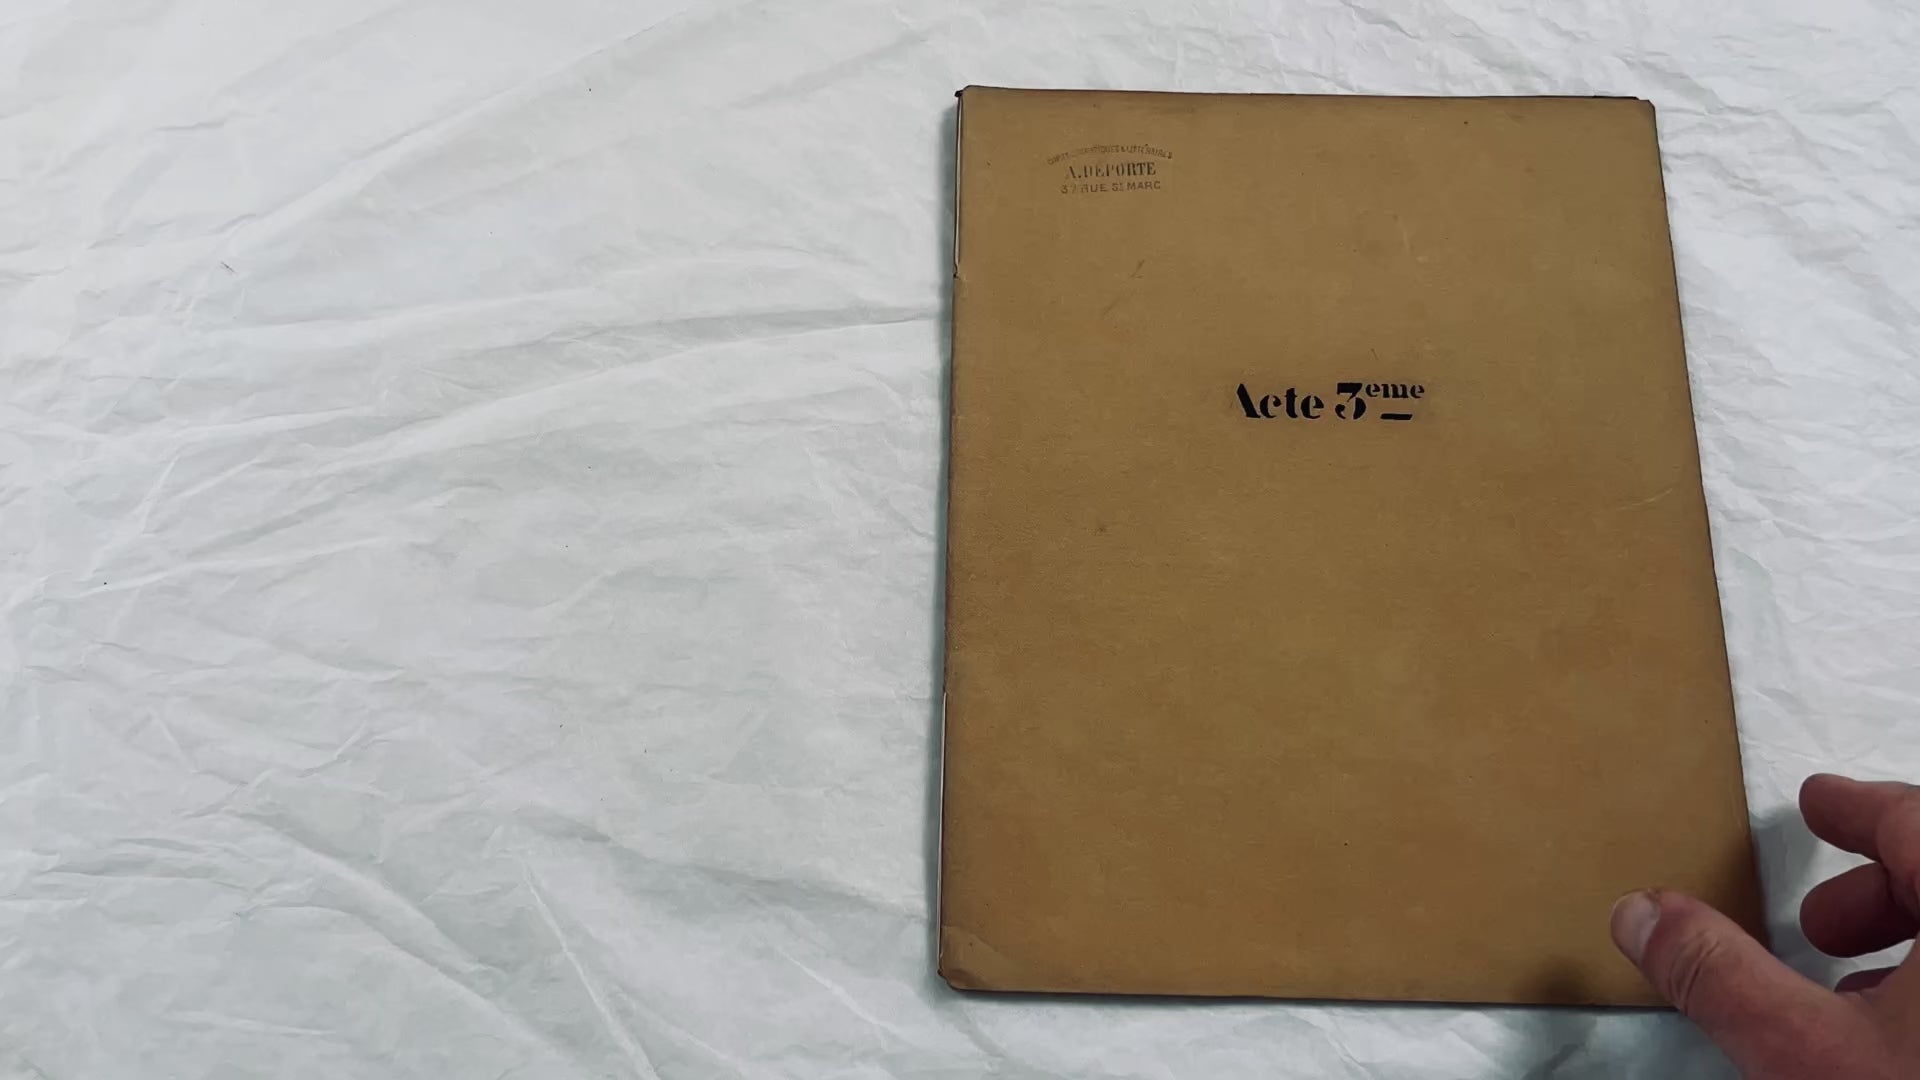 A. DEPORTE
37 RUE St MARC
Acte 3eme